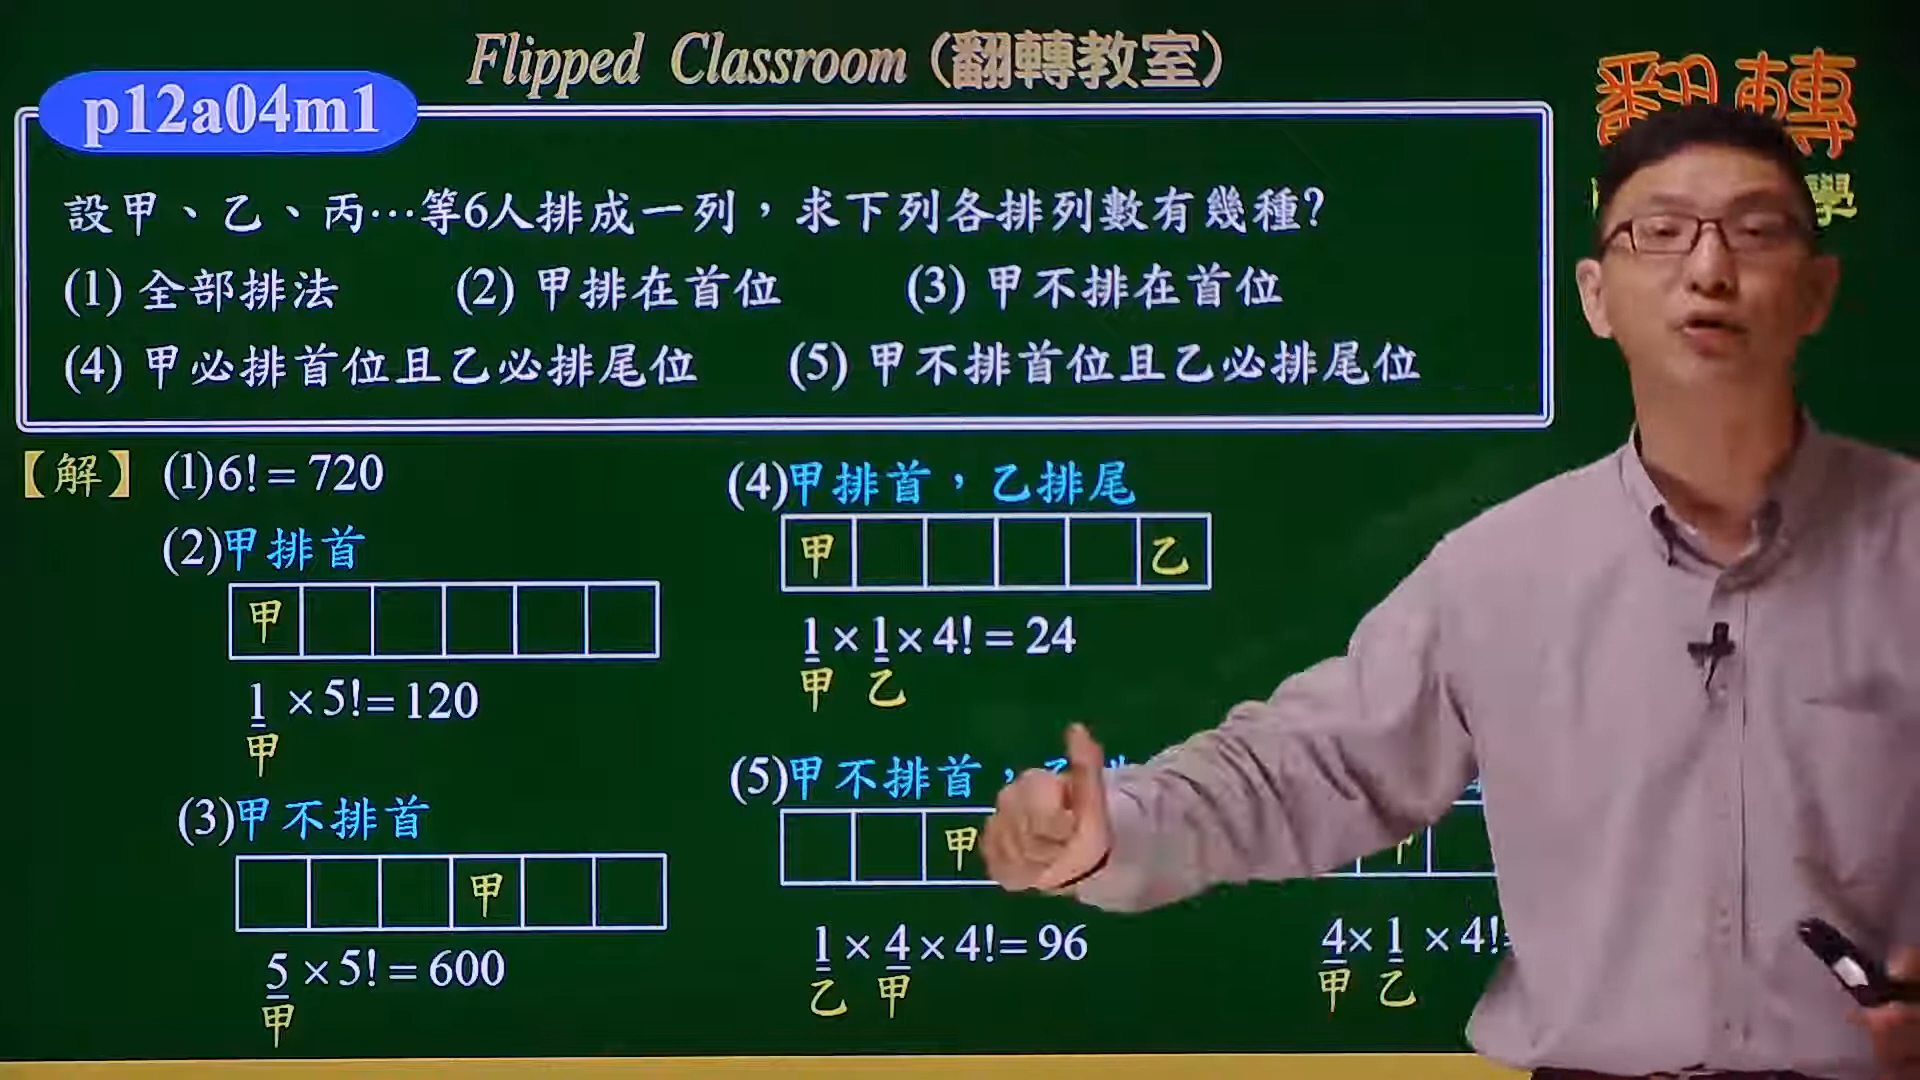 Flipped Classroom (翻轉教室)
翻轉
學
p12a04m1
設甲、乙、丙…等6人排成一列，求下列各排列數有幾種?
(1) 全部排法 (2) 甲排在首位 (3) 甲不排在首位
(4) 甲必排首位且乙必排尾位 (5) 甲不排首位且乙必排尾位
【解】 (1)6! = 720
(2)甲排首
甲
1 × 5! = 120
甲
(3)甲不排首
甲
5 × 5! = 600
甲
(4)甲排首，乙排尾
甲 乙
1 × 1 × 4! = 24
甲 乙
(5)甲不排首，
甲
1 × 4 × 4! = 96
乙 甲
4 × 1 × 4!
甲 乙